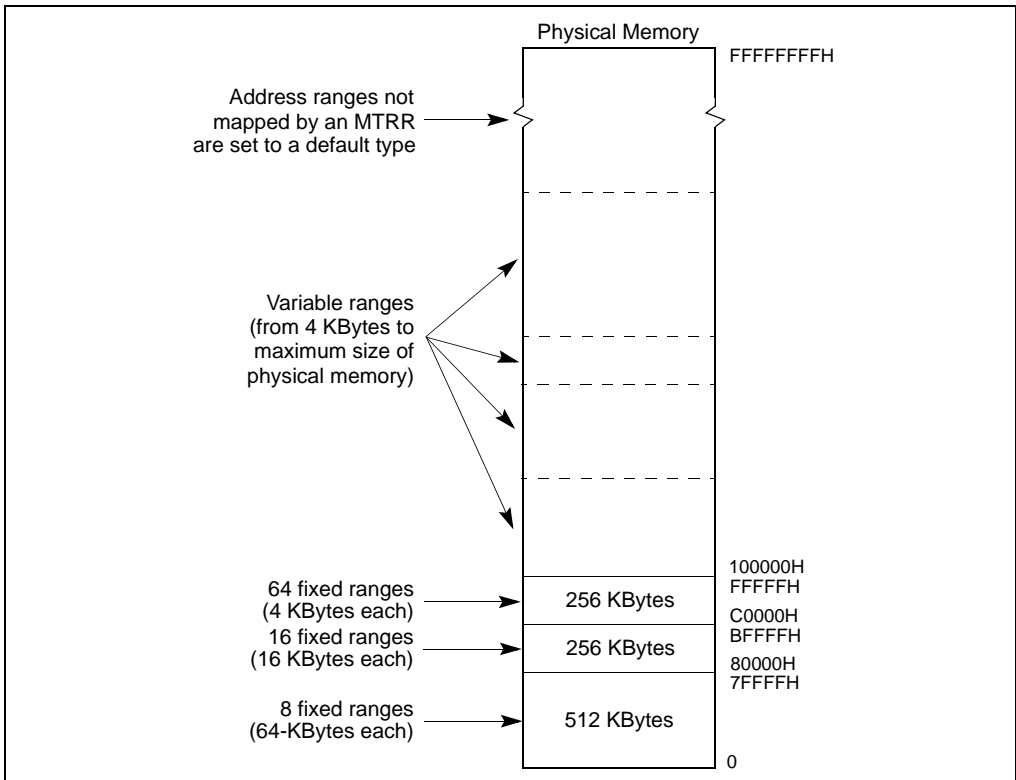 Physical Memory
FFFFFFFFH
Address ranges not
mapped by an MTRR
are set to a default type
Variable ranges
(from 4 KBytes to
maximum size of
physical memory)
100000H
FFFFFH
64 fixed ranges
(4 KBytes each)
256 KBytes
C0000H
BFFFFH
16 fixed ranges
(16 KBytes each)
256 KBytes
80000H
7FFFFH
8 fixed ranges
(64-KBytes each)
512 KBytes
0